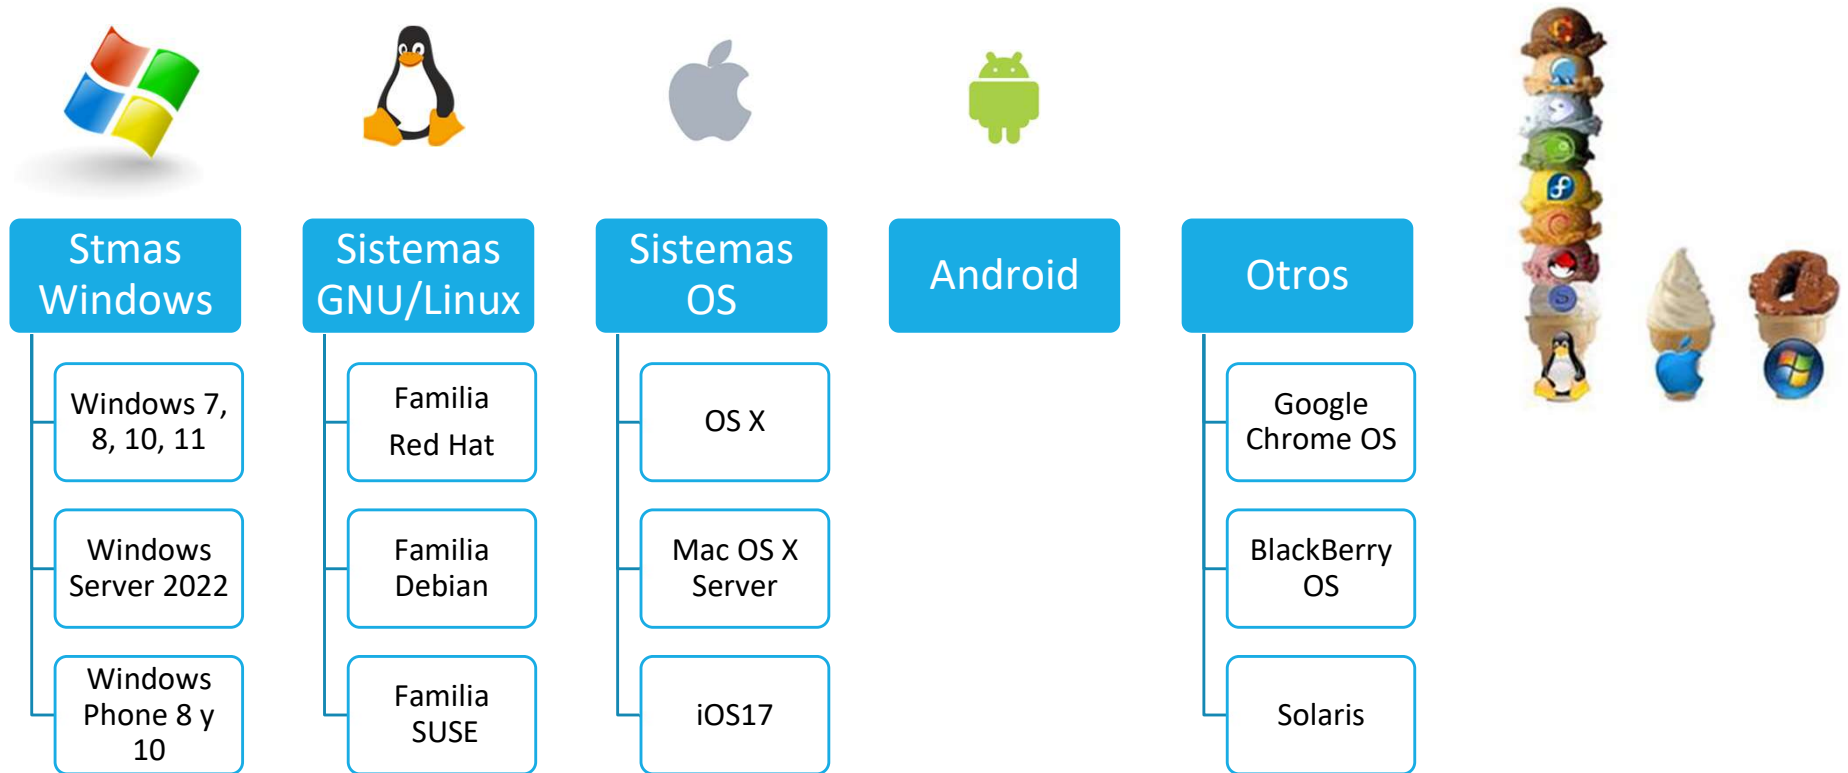 Stmas
Windows
Windows 7,
8, 10, 11
Windows
Server 2022
Windows
Phone 8 y
10
Sistemas
GNU/Linux
Familia
Red Hat
Familia
Debian
Familia
SUSE
Sistemas
OS
OS X
Mac OS X
Server
iOS17
Android
Otros
Google
Chrome OS
BlackBerry
OS
Solaris